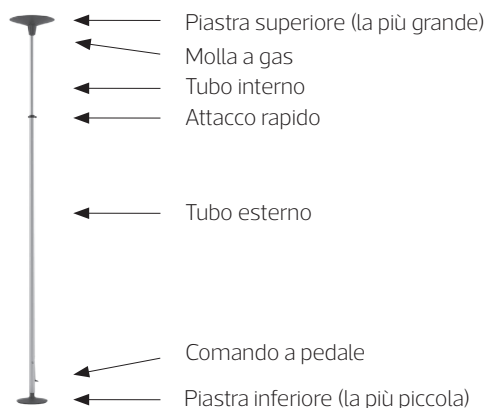 Piastra superiore (la più grande)
Molla a gas
Tubo interno
Attacco rapido
Tubo esterno
Comando a pedale
Piastra inferiore (la più piccola)